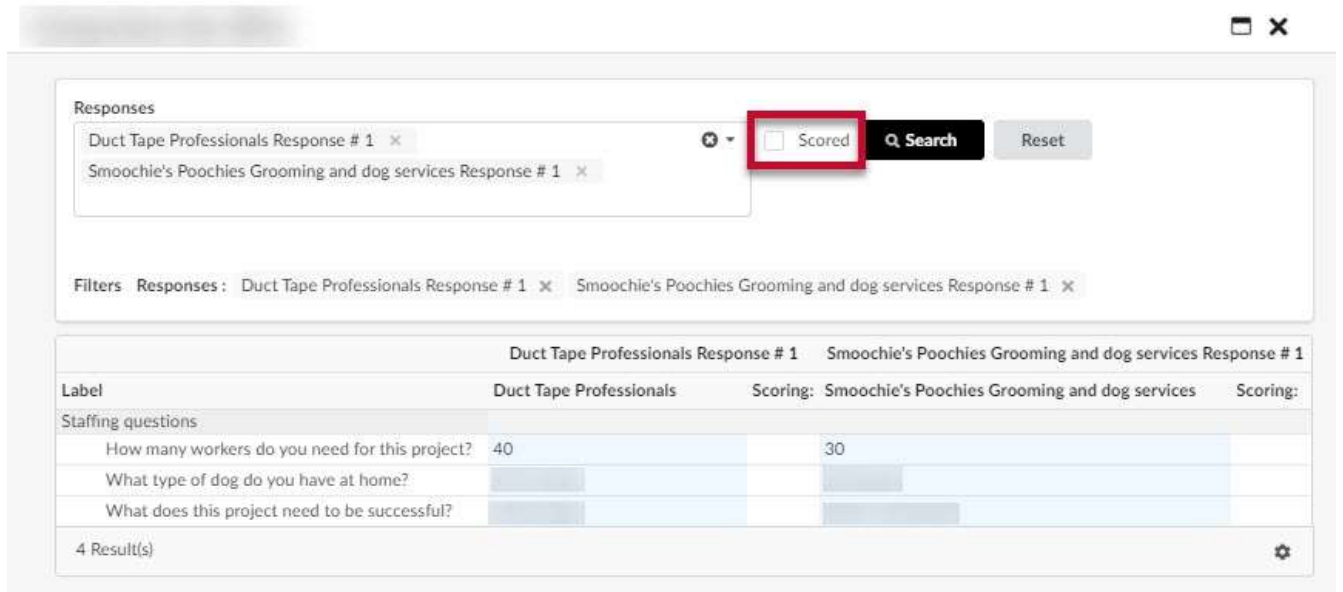 Responses
Duct Tape Professionals Response # 1
Smoochie's Poochies Grooming and dog services Response # 1
Scored
Search
Reset
Filters Responses : Duct Tape Professionals Response # 1 Smoochie's Poochies Grooming and dog services Response # 1
Duct Tape Professionals Response # 1 Smoochie's Poochies Grooming and dog services Response # 1
Label Duct Tape Professionals Scoring: Smoochie's Poochies Grooming and dog services Scoring:
Staffing questions
How many workers do you need for this project? 40 30
What type of dog do you have at home?
What does this project need to be successful?
4 Result(s)